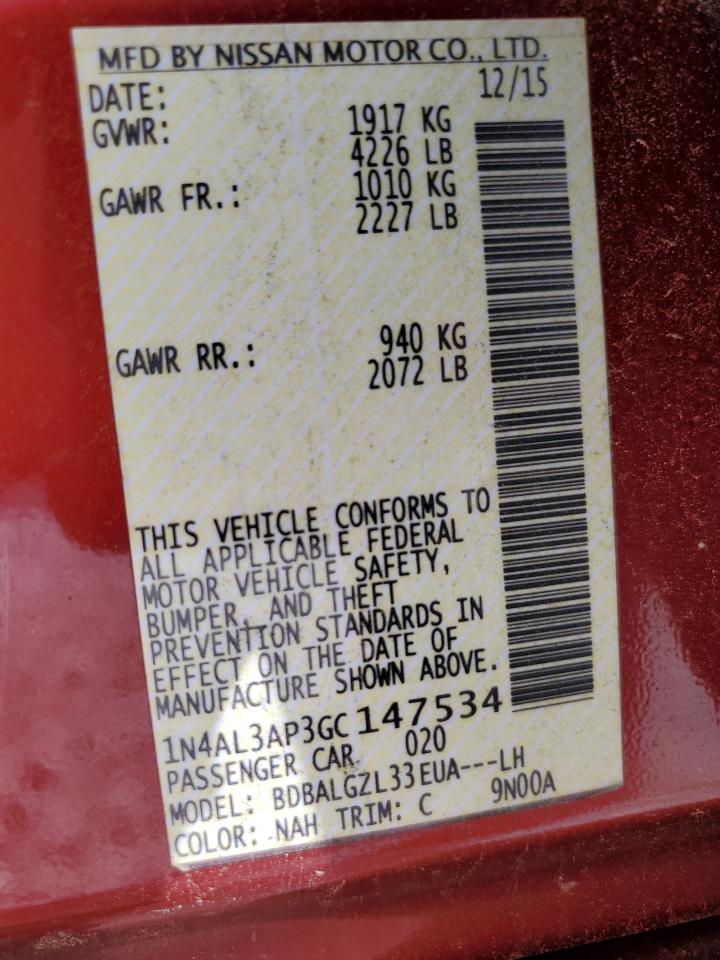 MFD BY NISSAN MOTOR CO., LTD.
DATE: 12/15
GVWR: 1917 KG
4226 LB
GAWR FR.: 1010 KG
2227 LB
GAWR RR.: 940 KG
2072 LB
THIS VEHICLE CONFORMS TO
ALL APPLICABLE FEDERAL
MOTOR VEHICLE SAFETY,
BUMPER, AND THEFT
PREVENTION STANDARDS IN
EFFECT ON THE DATE OF
MANUFACTURE SHOWN ABOVE.
1N4AL3AP3GC147534
PASSENGER CAR 020
MODEL: BDBALGZL33EUA---LH
COLOR: NAH TRIM: C 9N00A